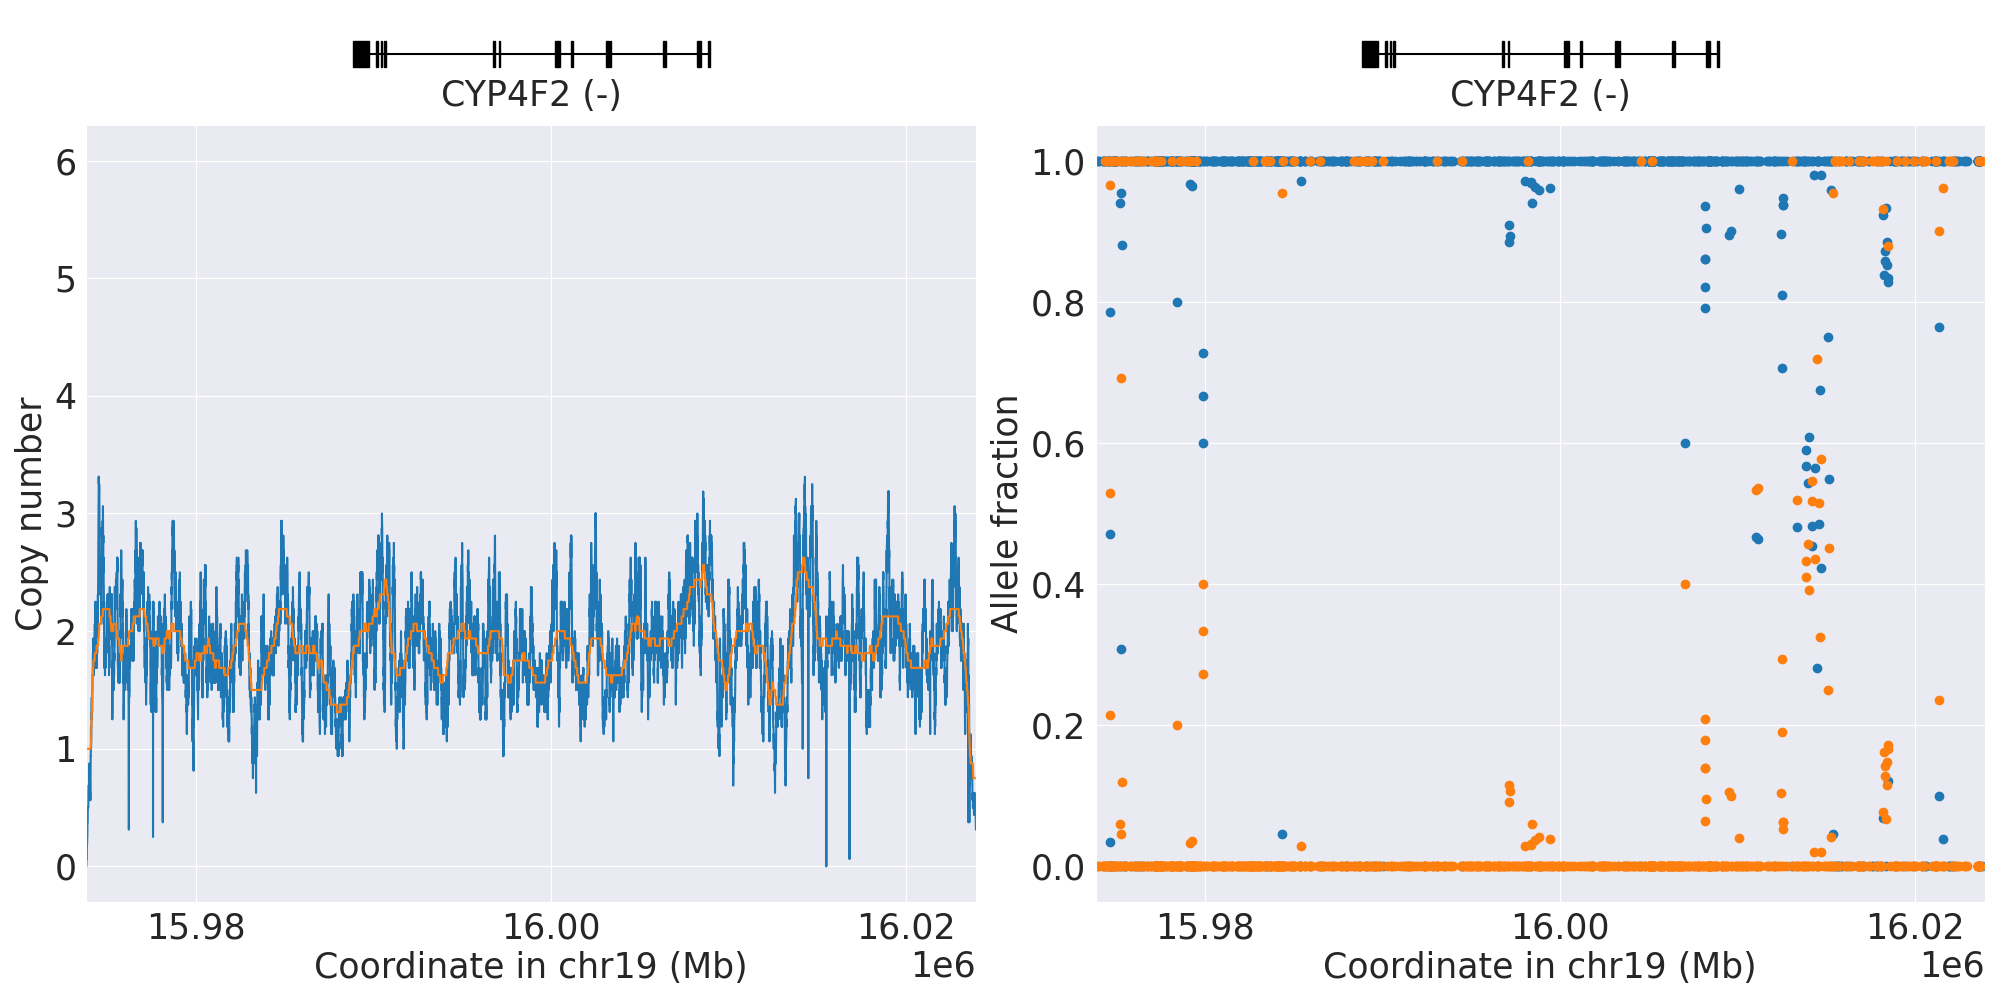 CYP4F2 (-)
6
5
4
3
2
1
0
Copy number
15.98
16.00
16.02
Coordinate in chr19 (Mb)
1e6
CYP4F2 (-)
1.0
0.8
0.6
0.4
0.2
0.0
Allele fraction
15.98
16.00
16.02
Coordinate in chr19 (Mb)
1e6